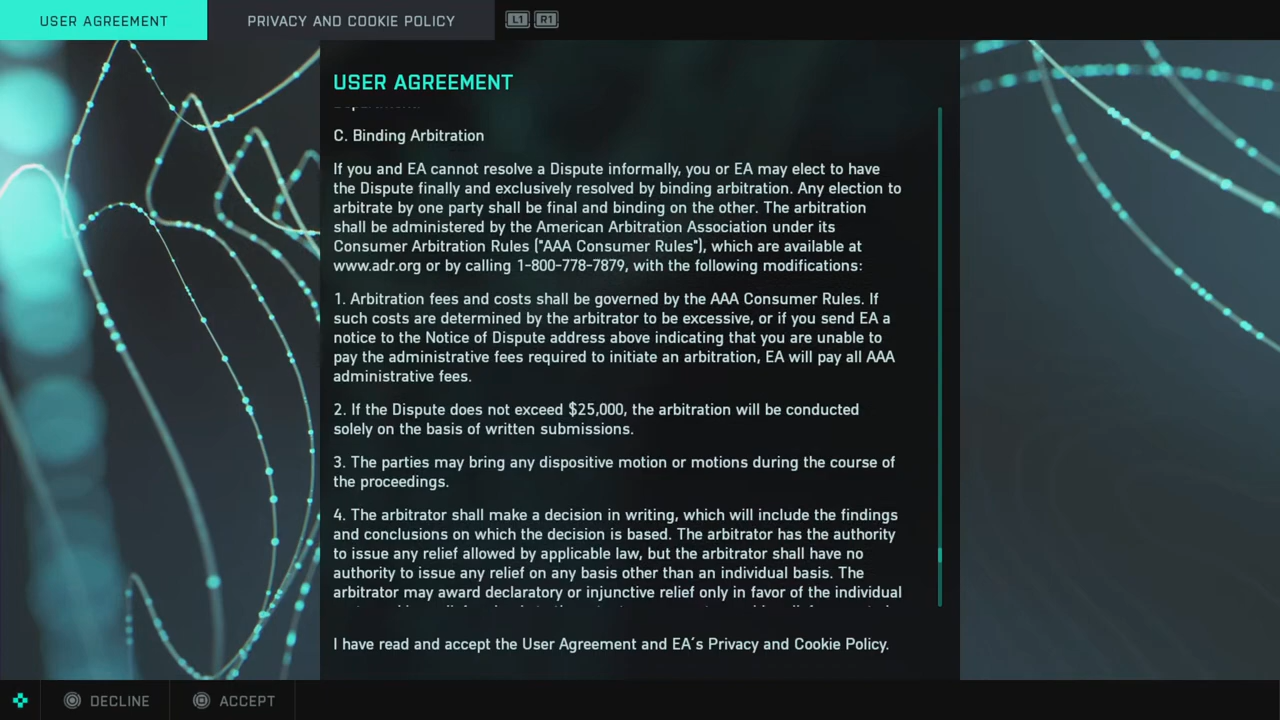 USER AGREEMENT
PRIVACY AND COOKIE POLICY
L1 R1
USER AGREEMENT
C. Binding Arbitration
If you and EA cannot resolve a Dispute informally, you or EA may elect to have
the Dispute finally and exclusively resolved by binding arbitration. Any election to
arbitrate by one party shall be final and binding on the other. The arbitration
shall be administered by the American Arbitration Association under its
Consumer Arbitration Rules ("AAA Consumer Rules"), which are available at
www.adr.org or by calling 1-800-778-7879, with the following modifications:
1. Arbitration fees and costs shall be governed by the AAA Consumer Rules. If
such costs are determined by the arbitrator to be excessive, or if you send EA a
notice to the Notice of Dispute address above indicating that you are unable to
pay the administrative fees required to initiate an arbitration, EA will pay all AAA
administrative fees.
2. If the Dispute does not exceed $25,000, the arbitration will be conducted
solely on the basis of written submissions.
3. The parties may bring any dispositive motion or motions during the course of
the proceedings.
4. The arbitrator shall make a decision in writing, which will include the findings
and conclusions on which the decision is based. The arbitrator has the authority
to issue any relief allowed by applicable law, but the arbitrator shall have no
authority to issue any relief on any basis other than an individual basis. The
arbitrator may award declaratory or injunctive relief only in favor of the individual
I have read and accept the User Agreement and EA´s Privacy and Cookie Policy.
DECLINE
ACCEPT